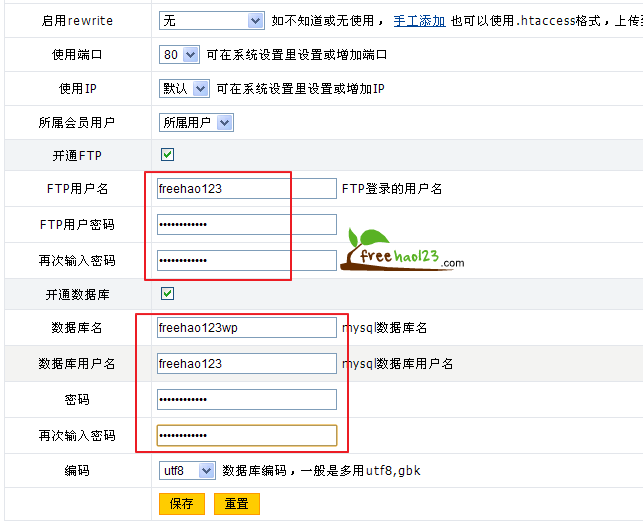 启用rewrite 无 如不知道或无使用， 手工添加 也可以使用.htaccess格式，上传到
使用端口 80 可在系统设置里设置或增加端口
使用IP 默认 可在系统设置里设置或增加IP
所属会员用户 所属用户
开通FTP
FTP用户名 freehao123 FTP登录的用户名
FTP用户密码 ••••••••••••
freehao123.com
再次输入密码 ••••••••••••
开通数据库
数据库名 freehao123wp mysql数据库名
数据库用户名 freehao123 mysql数据库用户名
密码 ••••••••••••
再次输入密码 ••••••••••••
编码 utf8 数据库编码，一般是多用utf8,gbk
保存 重置